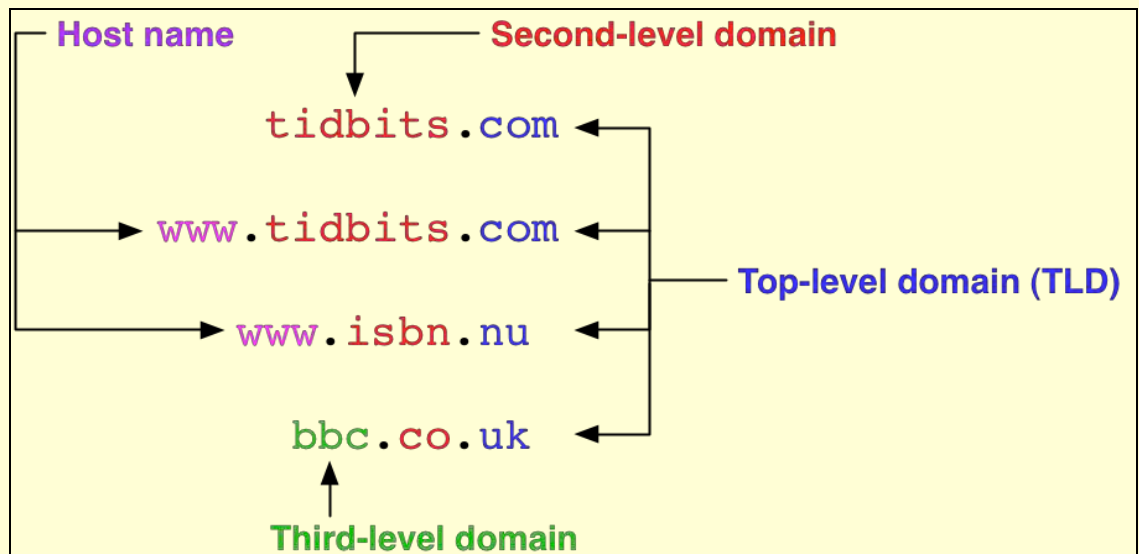 Host name
Second-level domain
tidbits.com
www.tidbits.com
Top-level domain (TLD)
www.isbn.nu
bbc.co.uk
Third-level domain